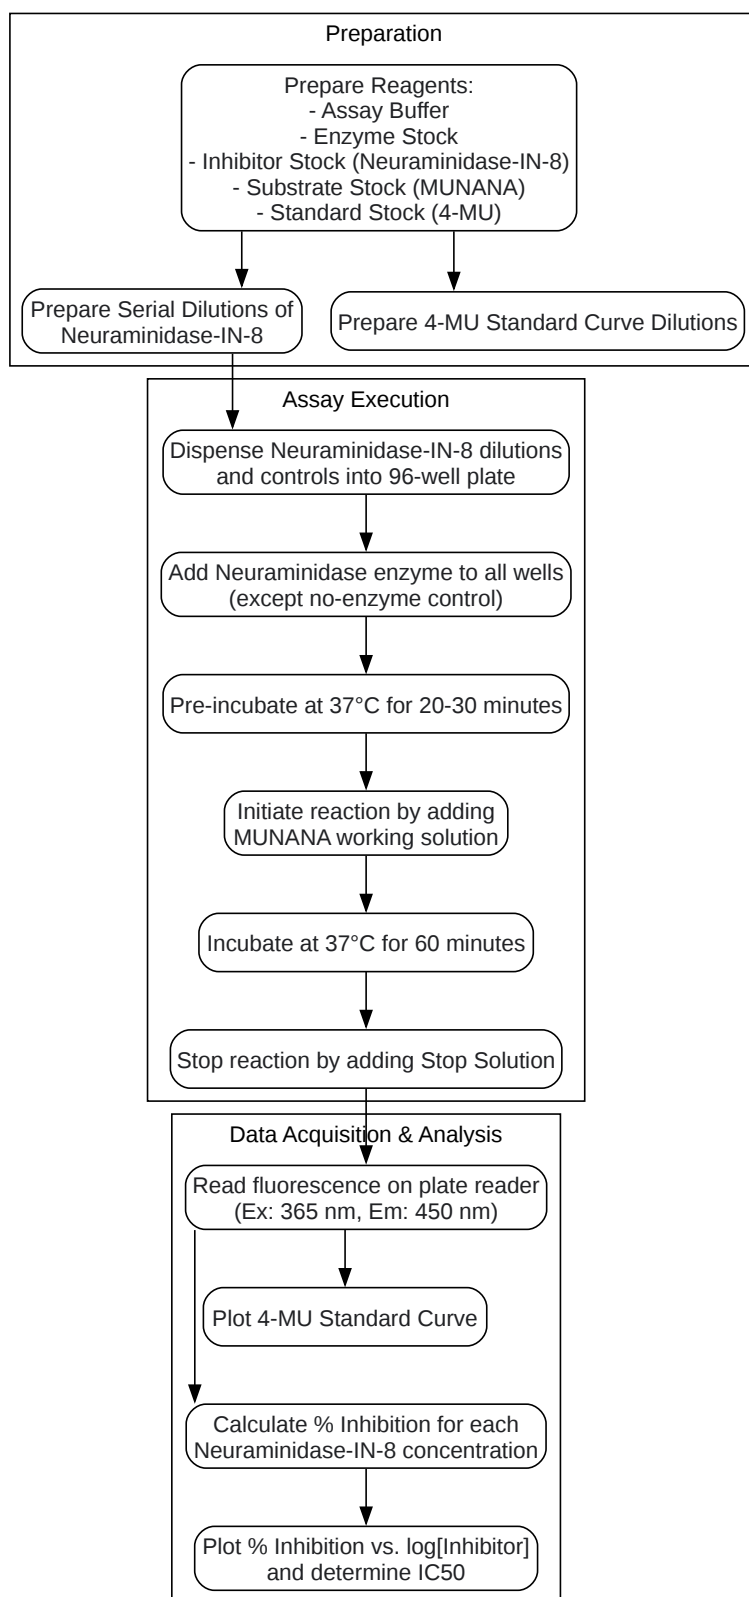 Preparation
Prepare Reagents:
- Assay Buffer
- Enzyme Stock
- Inhibitor Stock (Neuraminidase-IN-8)
- Substrate Stock (MUNANA)
- Standard Stock (4-MU)
Prepare Serial Dilutions of
Neuraminidase-IN-8
Prepare 4-MU Standard Curve Dilutions
Assay Execution
Dispense Neuraminidase-IN-8 dilutions
and controls into 96-well plate
Add Neuraminidase enzyme to all wells
(except no-enzyme control)
Pre-incubate at 37°C for 20-30 minutes
Initiate reaction by adding
MUNANA working solution
Incubate at 37°C for 60 minutes
Stop reaction by adding Stop Solution
Data Acquisition & Analysis
Read fluorescence on plate reader
(Ex: 365 nm, Em: 450 nm)
Plot 4-MU Standard Curve
Calculate % Inhibition for each
Neuraminidase-IN-8 concentration
Plot % Inhibition vs. log[Inhibitor]
and determine IC50